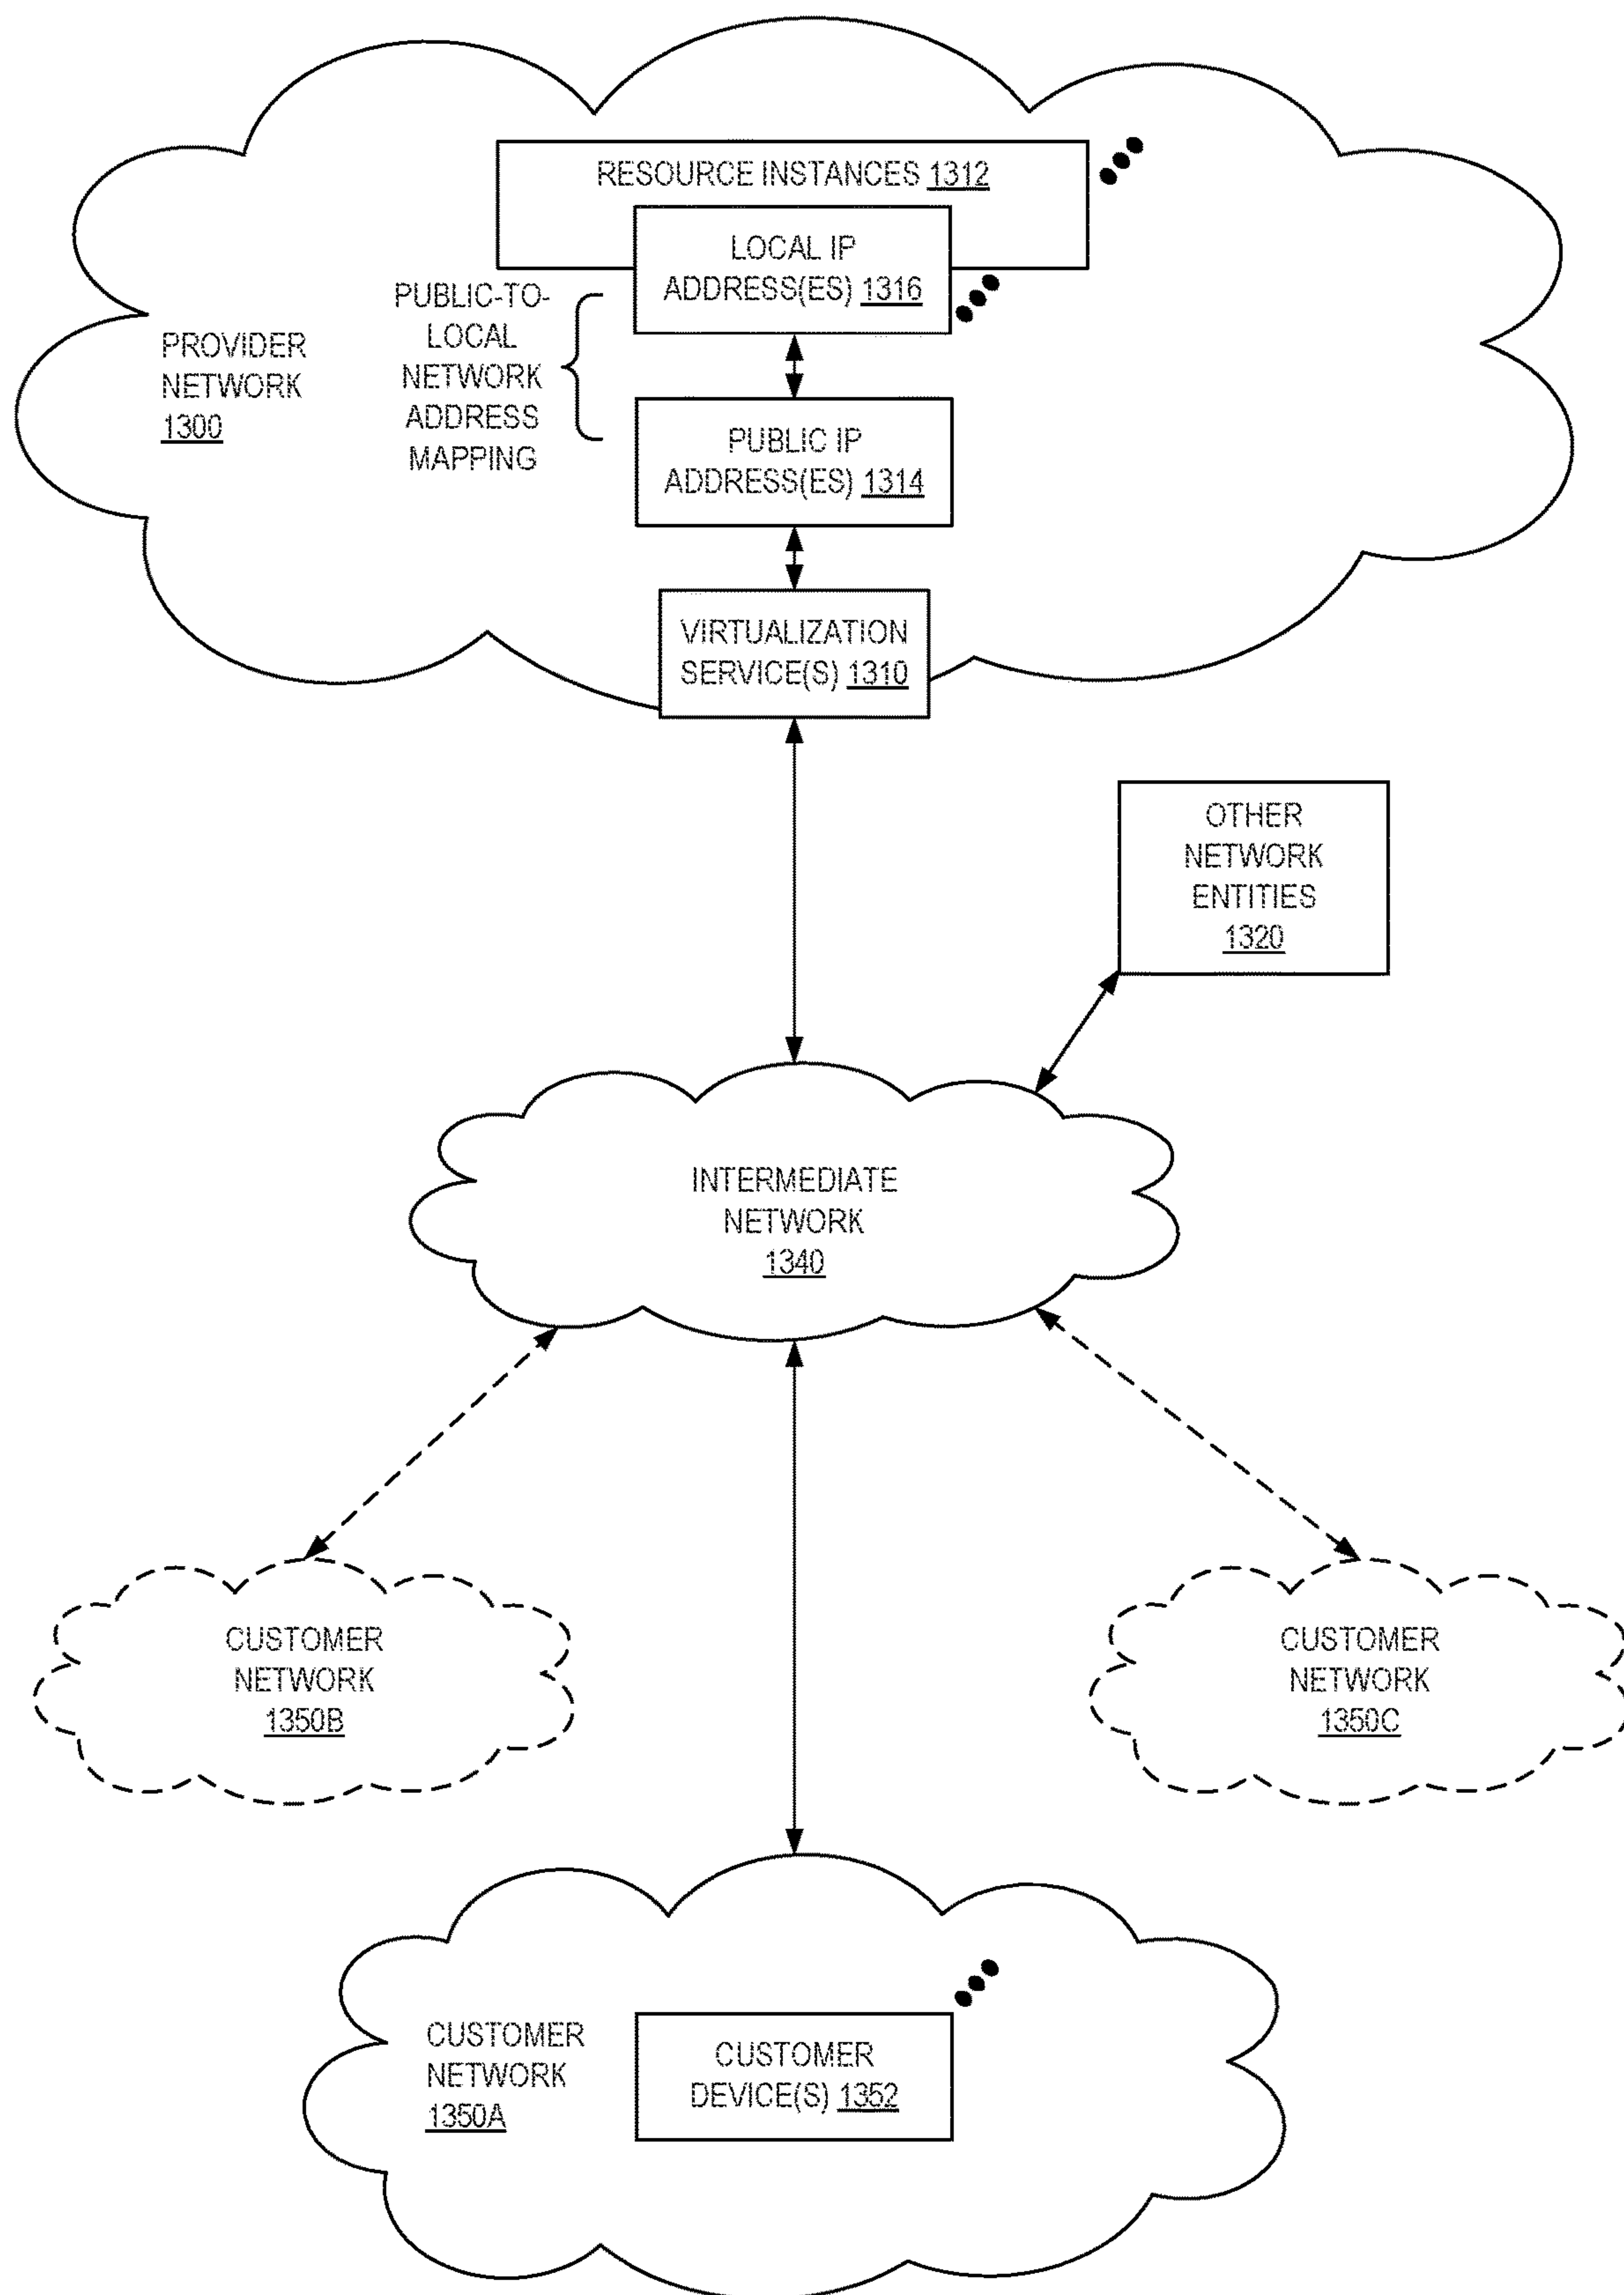 RESOURCE INSTANCES 1312
LOCAL IP
ADDRESS(ES) 1316
PUBLIC-TO-
LOCAL
NETWORK
ADDRESS
MAPPING
PROVIDER
NETWORK
1300
PUBLIC IP
ADDRESS(ES) 1314
VIRTUALIZATION
SERVICE(S) 1310
OTHER
NETWORK
ENTITIES
1320
INTERMEDIATE
NETWORK
1340
CUSTOMER
NETWORK
1350B
CUSTOMER
NETWORK
1350C
CUSTOMER
NETWORK
1350A
CUSTOMER
DEVICE(S) 1352